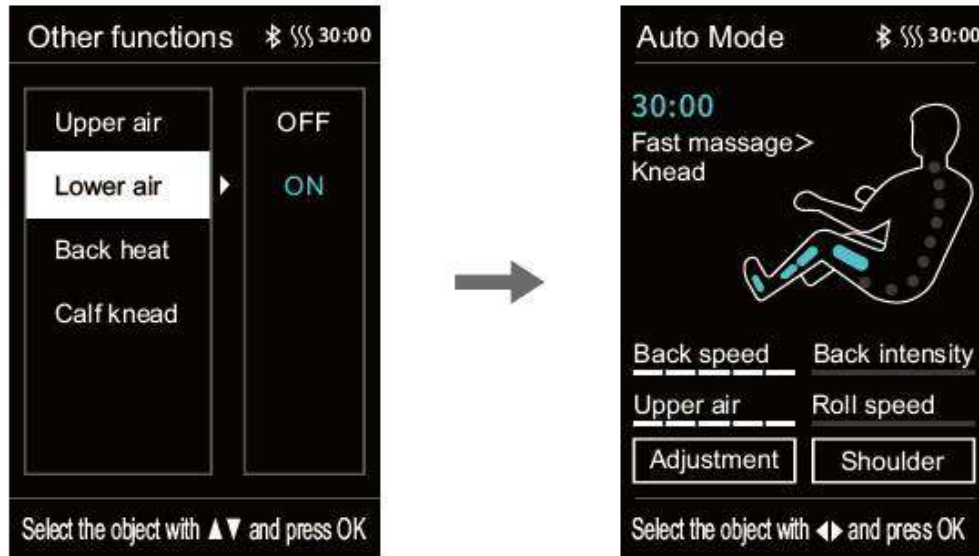 Other functions 30:00
Upper air OFF
Lower air ON
Back heat
Calf knead
Select the object with ▲▼ and press OK
Auto Mode 30:00
30:00
Fast massage>
Knead
Back speed Back intensity
Upper air Roll speed
Adjustment Shoulder
Select the object with ◀▶ and press OK